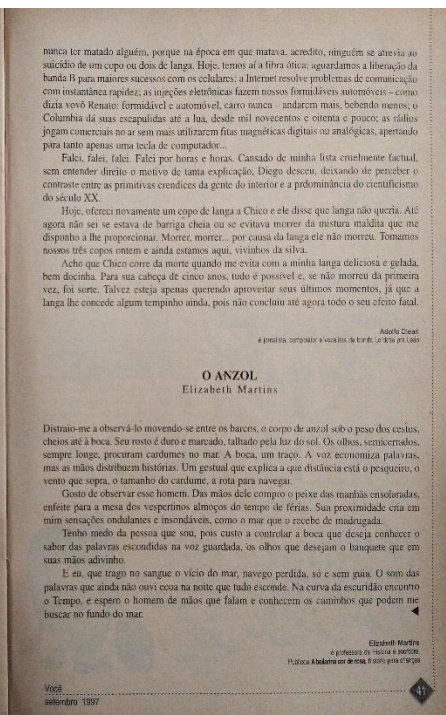 nunca ter matado alguém, porque na época em que matava, acredito, ninguém se atrevia ao
suicídio de um copo ou dois de langa. Hoje, temos aí a fibra ótica; aguardamos a liberação da
banda B para maiores sucessos com os celulares; a Internet resolve problemas de comunicação
com instantânea rapidez; as injeções eletrônicas fazem nossos formidáveis automóveis – como
dizia vovô Renato: formidável e automóvel, carro nunca – andarem mais, bebendo menos; o
Columbia dá suas escapulidas até a lua, desde mil novecentos e oitenta e pouco; as rádios
jogam comerciais no ar sem mais utilizarem fitas magnéticas digitais ou analógicas, apertando
para tanto apenas uma tecla de computador...
Falei, falei, falei. Falei por horas e horas. Cansado de minha lista cruelmente factual,
sem entender direito o motivo de tanta explicação, Diego desceu, deixando de perceber o
contraste entre as primitivas crendices da gente do interior e a prdominância do cientificismo
do século XX.
Hoje, ofereci novamente um copo de langa a Chico e ele disse que langa não queria. Até
agora não sei se estava de barriga cheia ou se evitava morrer da mistura maldita que me
disponho a lhe proporcionar. Morrer, morrer... por causa da langa ele não morreu. Tomamos
nossos três copos ontem e ainda estamos aqui, vivinhos da silva.
Acho que Chico corre da morte quando me evita com a minha langa deliciosa e gelada,
bem docinha. Para sua cabeça de cinco anos, tudo é possível e, se não morreu da primeira
vez, foi sorte. Talvez esteja apenas querendo aproveitar seus últimos momentos, já que a
langa lhe concede algum tempinho ainda, pois não concluiu até agora todo o seu efeito fatal.
Adolfo
é jornalista, compositor e vocalista da banda Lordose pra Leão
O ANZOL
Elizabeth Martins
Distraio-me a observá-lo movendo-se entre os barcos, o corpo de anzol sob o peso dos cestos,
cheios até à boca. Seu rosto é duro e marcado, talhado pela luz do sol. Os olhos, semicerrados,
sempre longe, procuram cardumes no mar. A boca, um traço. A voz economiza palavras,
mas as mãos distribuem histórias. Um gestual que explica a que distância está o pesqueiro, o
vento que sopra, o tamanho do cardume, a rota para navegar.
Gosto de observar esse homem. Das mãos dele compro o peixe das manhãs ensolaradas,
enfeite para a mesa dos vespertinos almoços do tempo de férias. Sua proximidade cria em
mim sensações ondulantes e insondáveis, como o mar que o recebe de madrugada.
Tenho medo da pessoa que sou, pois custo a controlar a boca que deseja conhecer o
sabor das palavras escondidas na voz guardada, os olhos que desejam o banquete que em
suas mãos adivinho.
E eu, que trago no sangue o vício do mar, navego perdida, só e sem guia. O som das
palavras que ainda não ouvi ecoa na noite que tudo esconde. Na curva da escuridão encontro
o Tempo, e espero o homem de mãos que falam e conhecem os caminhos que podem me
buscar no fundo do mar.
Elizabeth Martins
é professora de História e escritora.
Publicou Abailarina cor de rosa, história para crianças
Você
setembro 1997
41